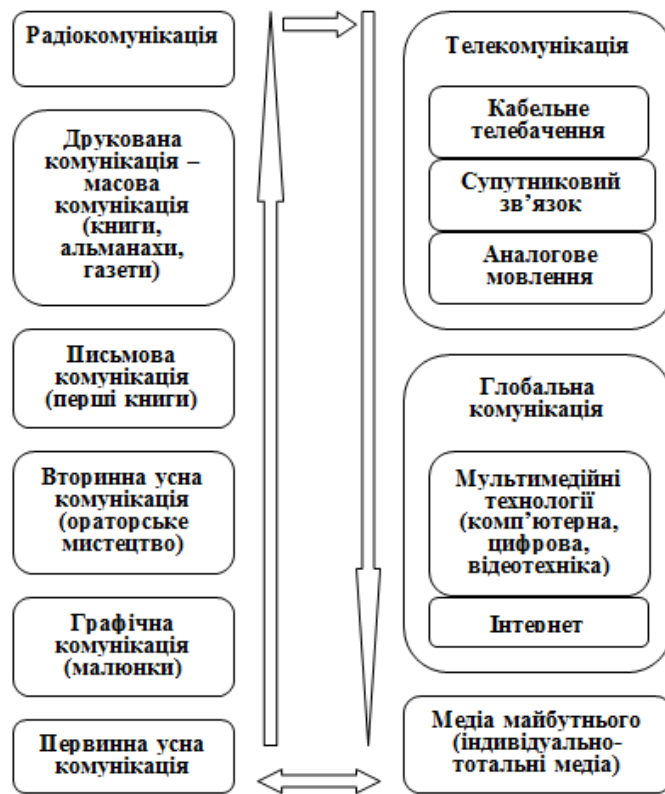 Радіокомунікація
Друкована
комунікація –
масова
комунікація
(книги,
альманахи,
газети)
Письмова
комунікація
(перші книги)
Вторинна усна
комунікація
(ораторське
мистецтво)
Графічна
комунікація
(малюнки)
Первинна усна
комунікація
Телекомунікація
Кабельне
телебачення
Супутниковий
зв’язок
Аналогове
мовлення
Глобальна
комунікація
Мультимедійні
технології
(комп’ютерна,
цифрова,
відеотехніка)
Інтернет
Медіа майбутнього
(індивідуально-
тотальні медіа)